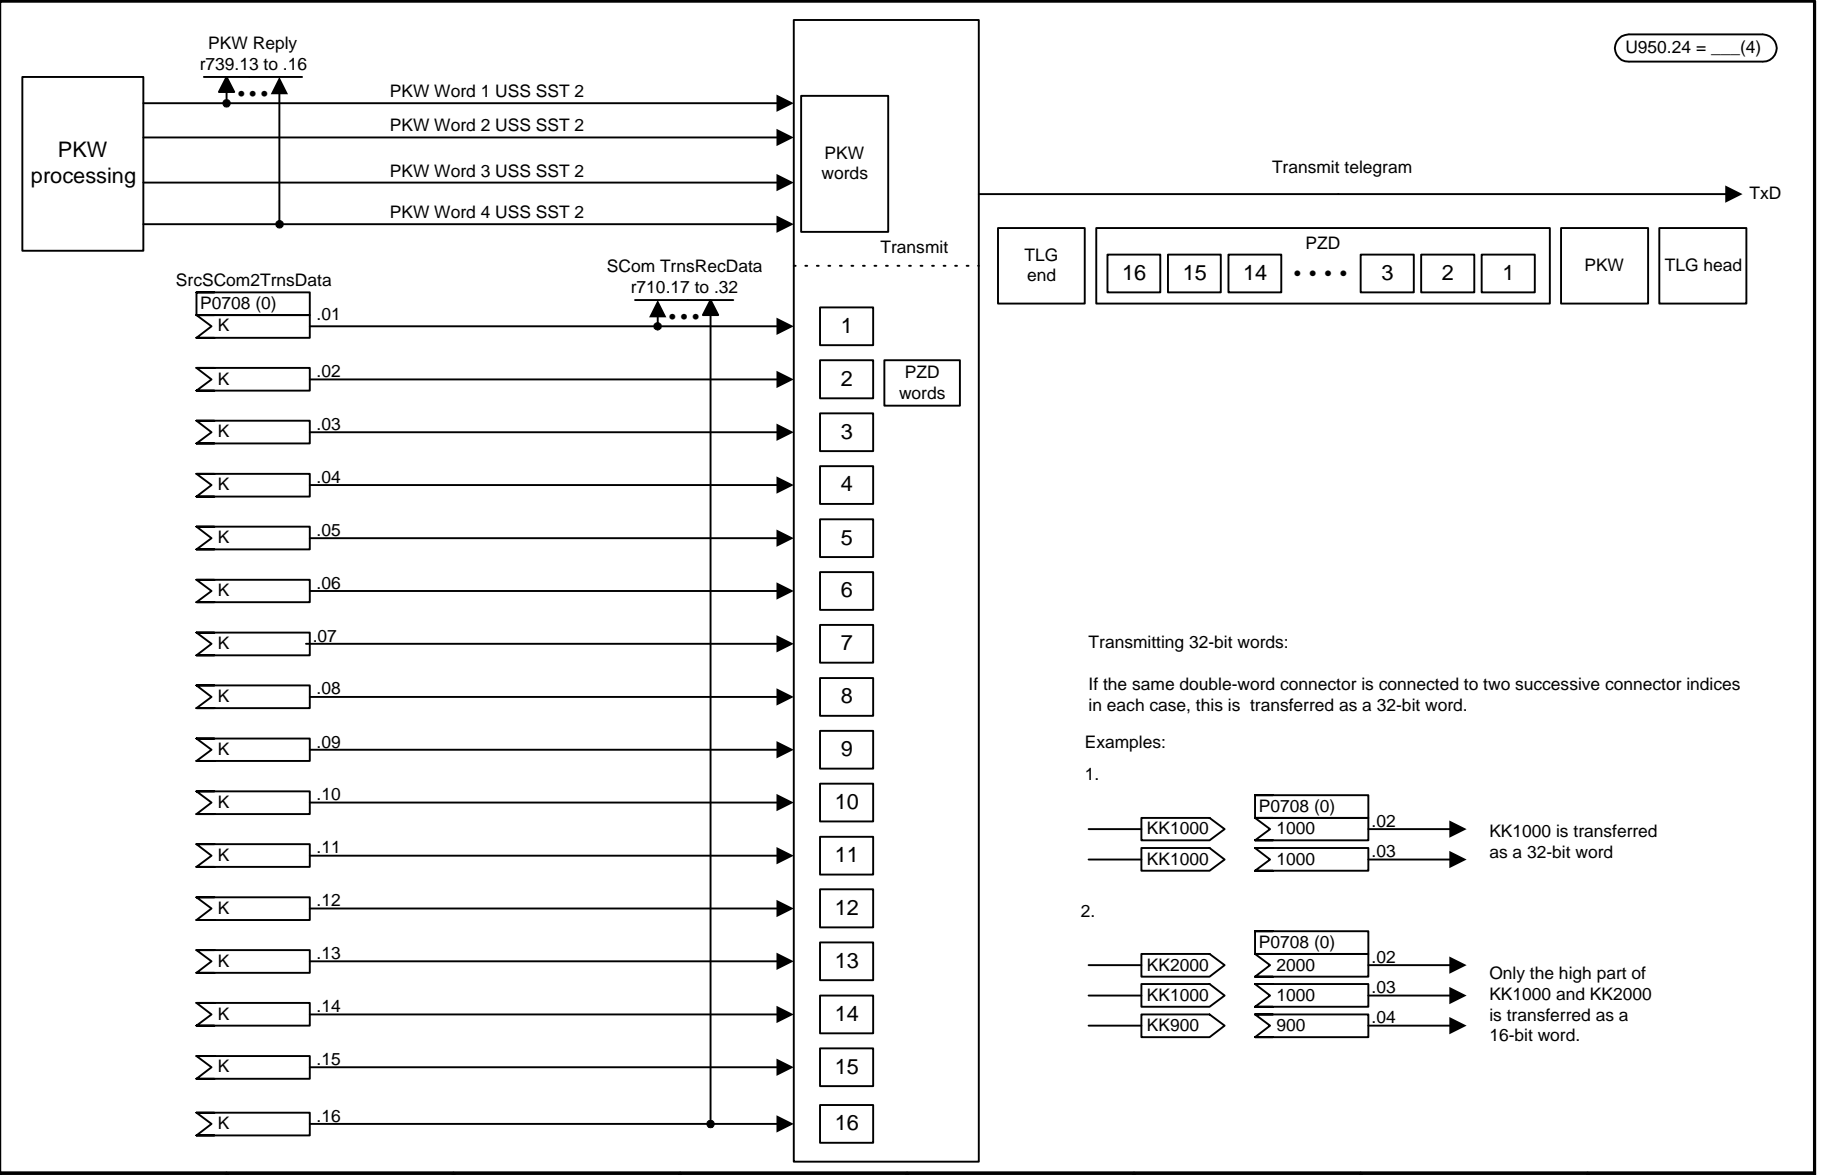 PKW Reply
r739.13 to .16
U950.24 = ___(4)
PKW
processing
PKW Word 1 USS SST 2
PKW Word 2 USS SST 2
PKW Word 3 USS SST 2
PKW Word 4 USS SST 2
PKW
words
Transmit
Transmit telegram
TxD
TLG
end
PZD
16 15 14 •••• 3 2 1
PKW
TLG head
SrcSCom2TrnsData
P0708 (0)
SCom TrnsRecData
r710.17 to .32
K .01 1
K .02 2
PZD
words
K .03 3
K .04 4
K .05 5
K .06 6
K .07 7
K .08 8
K .09 9
K .10 10
K .11 11
K .12 12
K .13 13
K .14 14
K .15 15
K .16 16
Transmitting 32-bit words:
If the same double-word connector is connected to two successive connector indices
in each case, this is transferred as a 32-bit word.
Examples:
1.
P0708 (0)
KK1000 1000 .02
KK1000 1000 .03
KK1000 is transferred
as a 32-bit word
2.
P0708 (0)
KK2000 2000 .02
KK1000 1000 .03
KK900 900 .04
Only the high part of
KK1000 and KK2000
is transferred as a
16-bit word.